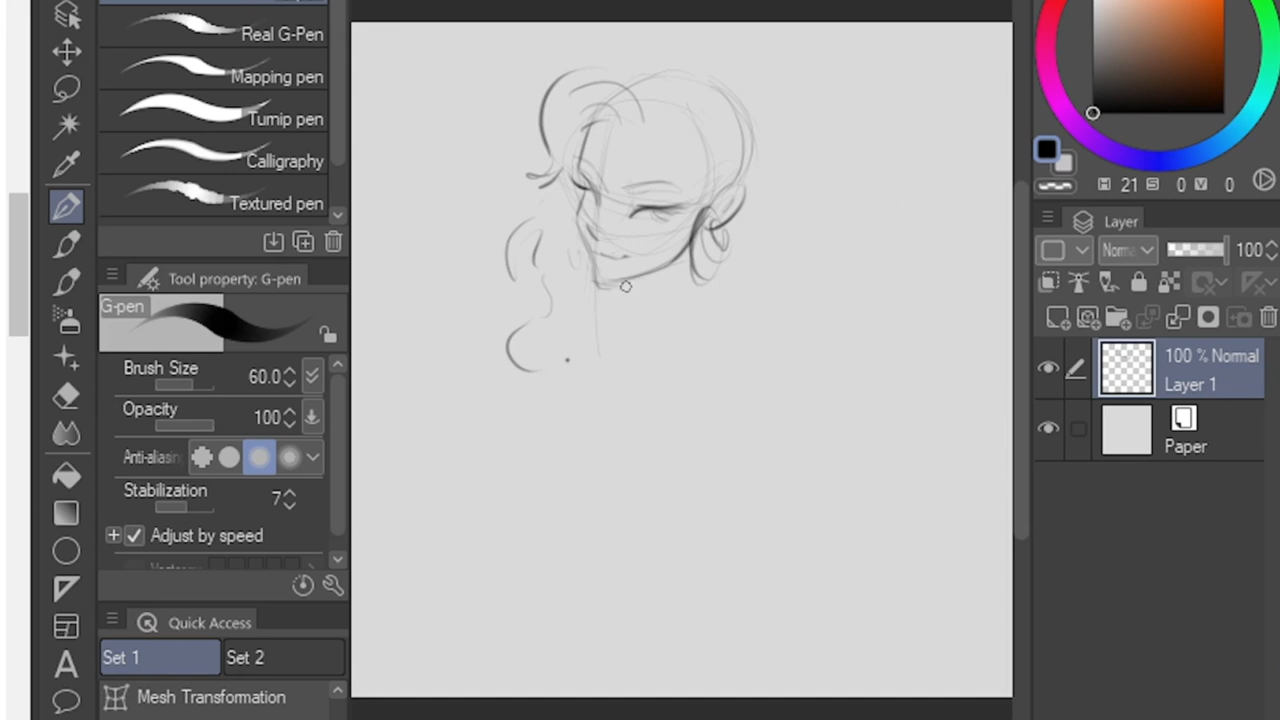 Real G-Pen
Mapping pen
Turnip pen
Calligraphy
Textured pen
Tool property: G-pen
G-pen
Brush Size 60.0
Opacity 100
Anti-aliasin
Stabilization 7
Adjust by speed
Quick Access
Set 1 Set 2
Mesh Transformation
H 21 S 0 V 0
Layer
Norma 100
100 % Normal
Layer 1
Paper